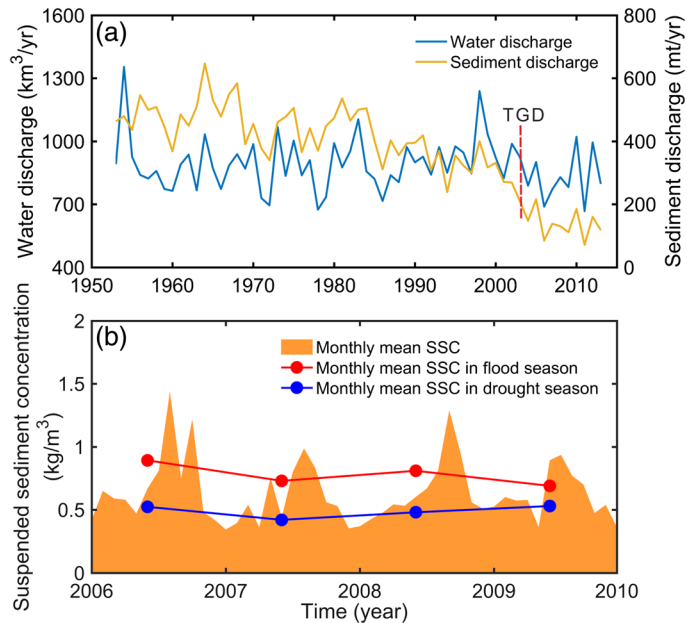 (a)
Water discharge (km³/yr)
1600
1300
1000
700
400
Water discharge
Sediment discharge
TGD
800
600
400
200
0
Sediment discharge (mt/yr)
1950 1960 1970 1980 1990 2000 2010
(b)
Suspended sediment concentration
(kg/m³)
2
1.5
1
0.5
0
Monthly mean SSC
Monthly mean SSC in flood season
Monthly mean SSC in drought season
2006 2007 2008 2009 2010
Time (year)